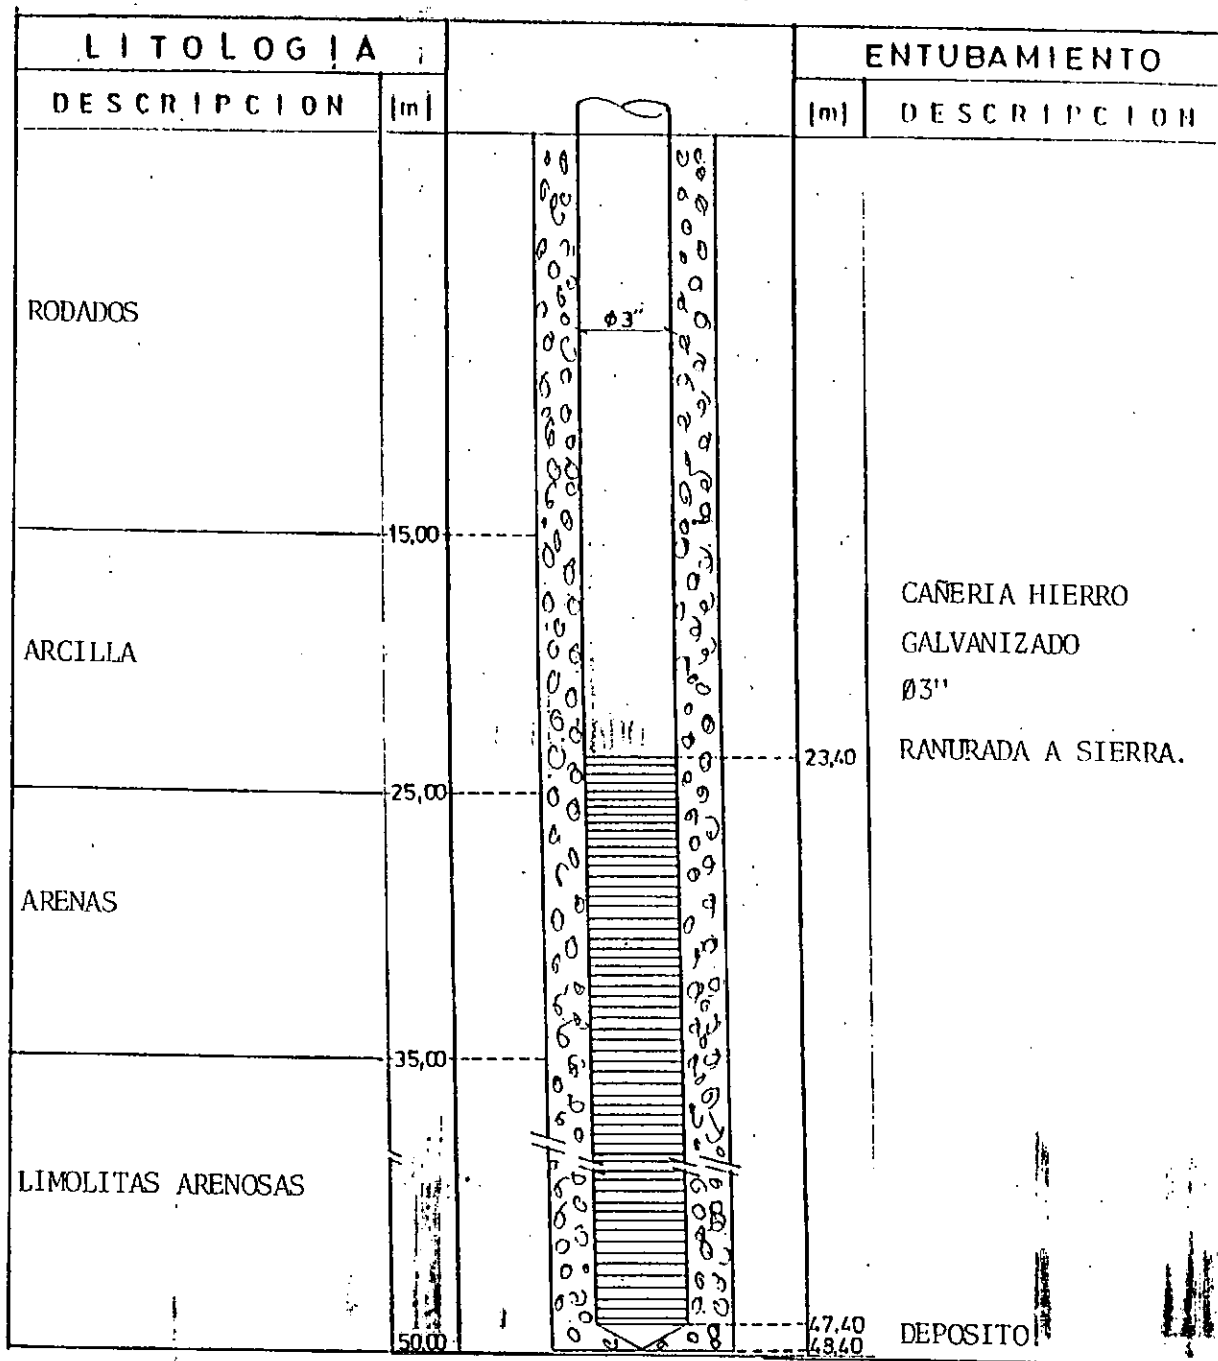 LITOLOGIA
ENTUBAMIENTO
DESCRIPCION [m]
[m] DESCRIPCION
RODADOS
Ø3"
15,00
CAÑERIA HIERRO
GALVANIZADO
Ø3"
ARCILLA
23,40 RANURADA A SIERRA.
25,00
ARENAS
35,00
LIMOLITAS ARENOSAS
47,40
DEPOSITO
50,00
48,40